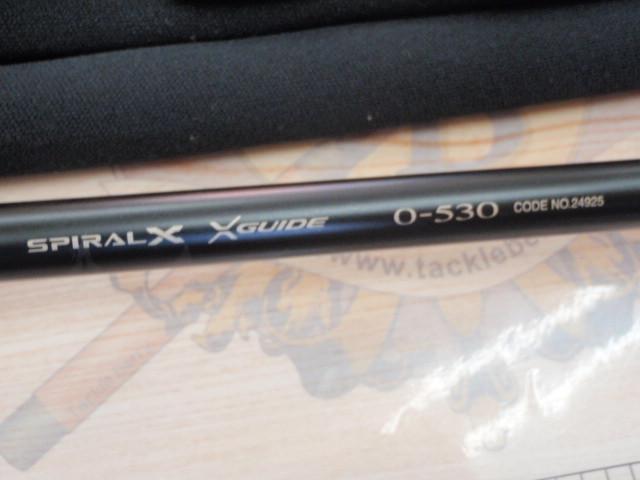 SPIRALX XGUIDE 0-530 CODE NO.24925
www.tacklebe